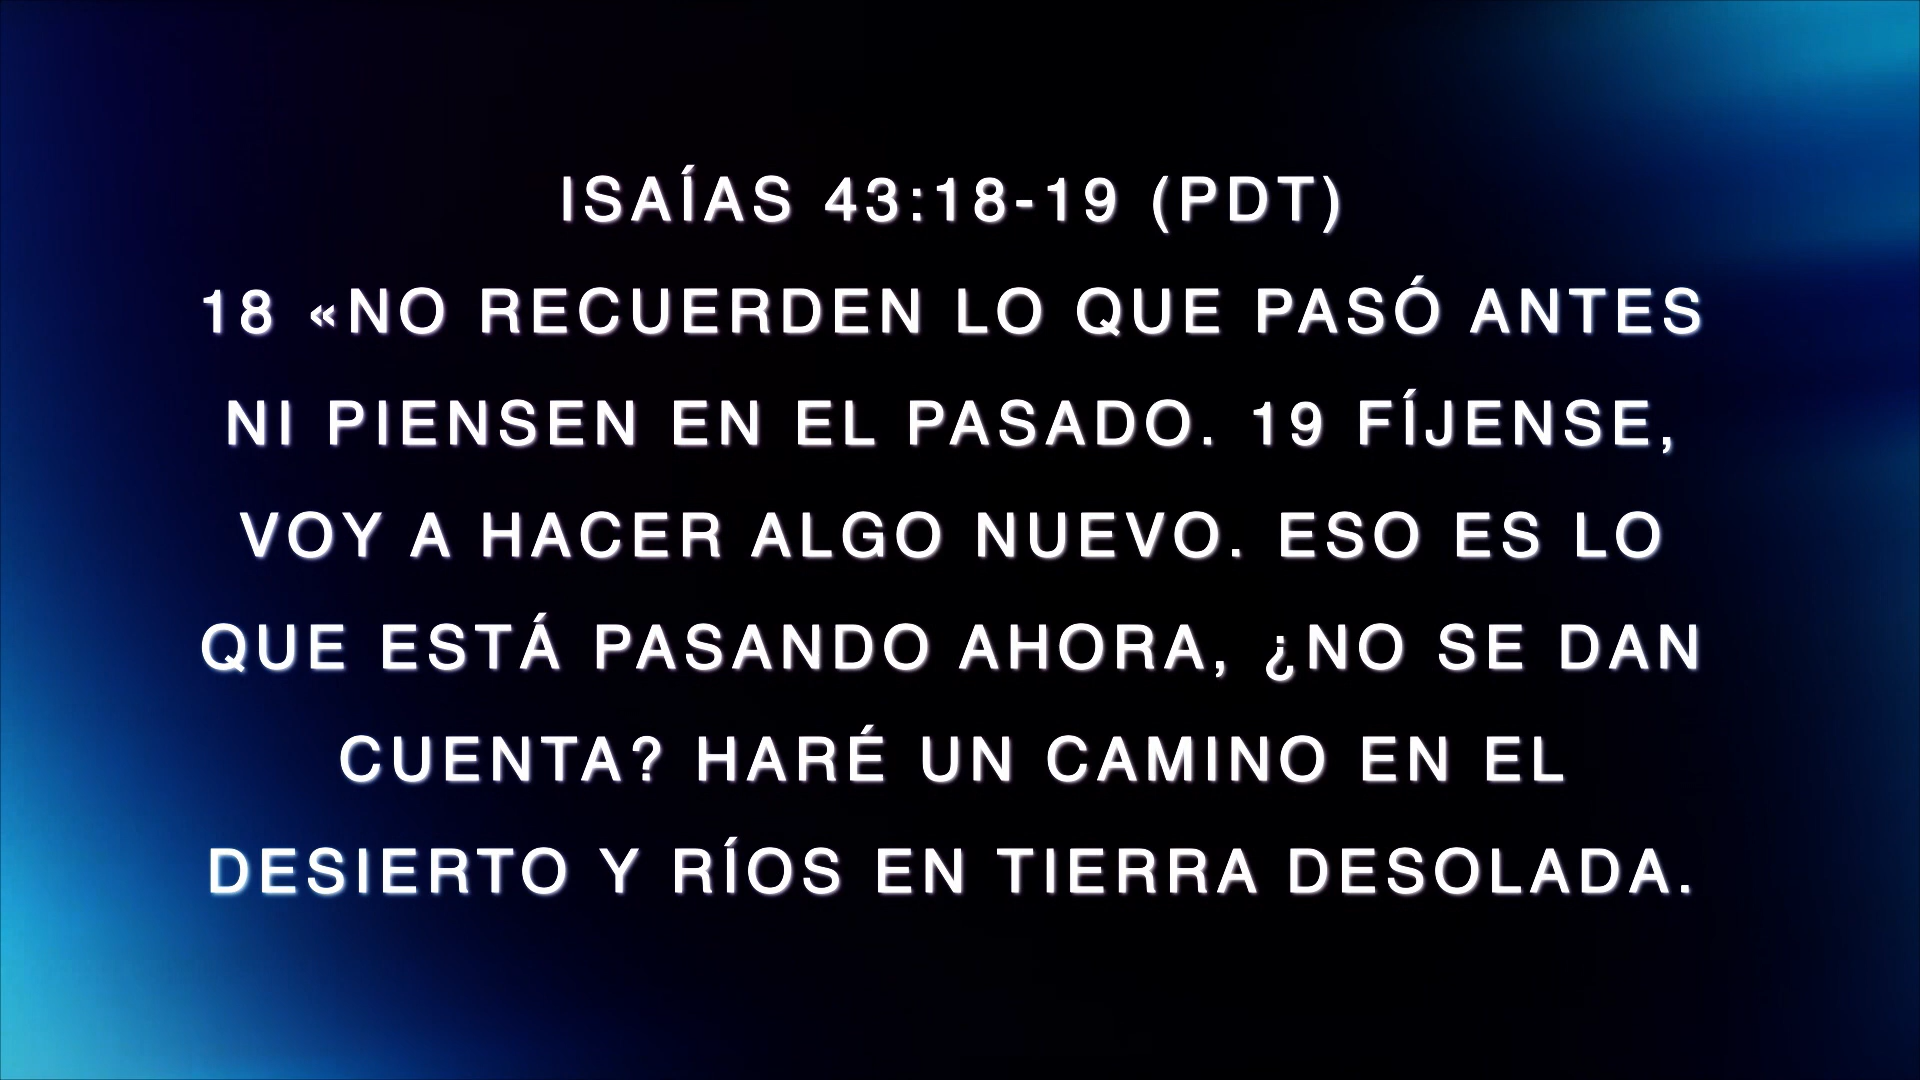 ISAÍAS 43:18-19 (PDT)
18 «NO RECUERDEN LO QUE PASÓ ANTES
NI PIENSEN EN EL PASADO. 19 FÍJENSE,
VOY A HACER ALGO NUEVO. ESO ES LO
QUE ESTÁ PASANDO AHORA, ¿NO SE DAN
CUENTA? HARÉ UN CAMINO EN EL
DESIERTO Y RÍOS EN TIERRA DESOLADA.